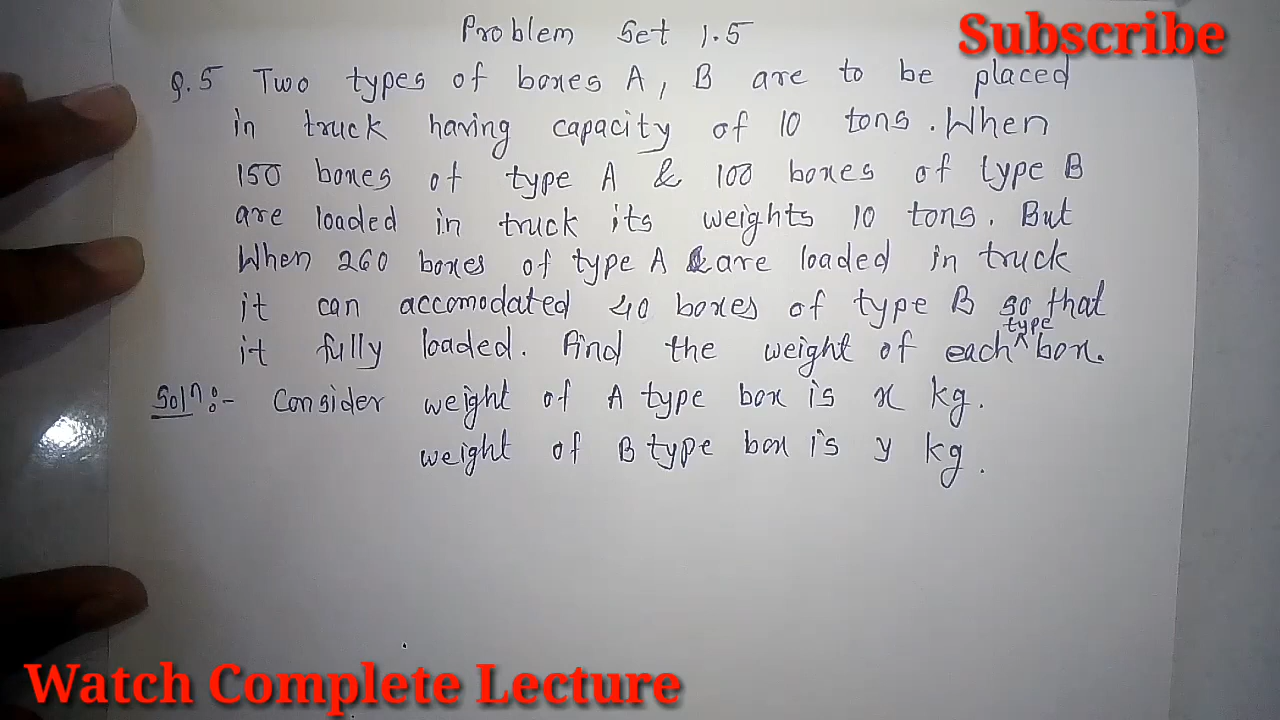 Problem Set 1.5
Subscribe
Q.5 Two types of boxes A, B are to be placed
in truck having capacity of 10 tons. When
150 boxes of type A & 100 boxes of type B
are loaded in truck its weights 10 tons. But
When 260 boxes of type A are loaded in truck
it can accomodated 40 boxes of type B so that
it fully loaded. Find the weight of each type box.
Soln:- Consider weight of A type box is x kg.
weight of B type box is y kg.
Watch Complete Lecture